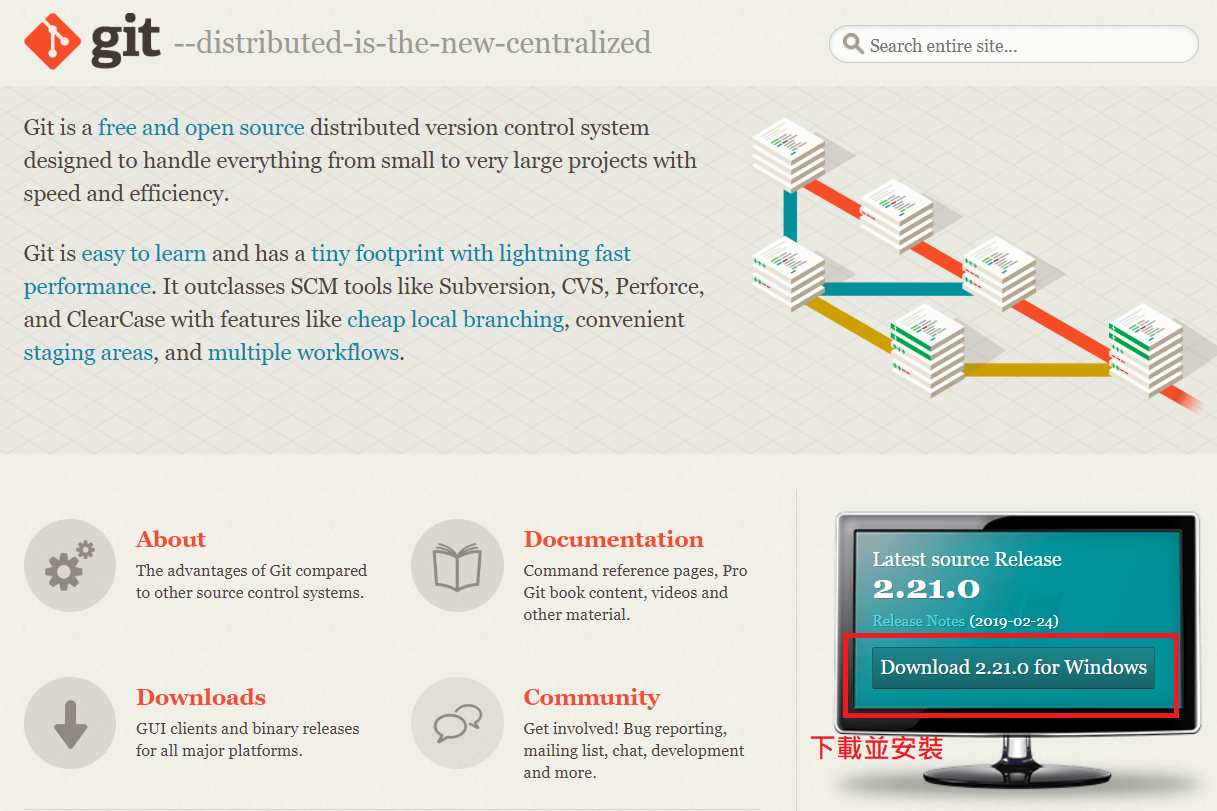 git --distributed-is-the-new-centralized
Search entire site...
Git is a free and open source distributed version control system
designed to handle everything from small to very large projects with
speed and efficiency.
Git is easy to learn and has a tiny footprint with lightning fast
performance. It outclasses SCM tools like Subversion, CVS, Perforce,
and ClearCase with features like cheap local branching, convenient
staging areas, and multiple workflows.
About
The advantages of Git compared
to other source control systems.
Documentation
Command reference pages, Pro
Git book content, videos and
other material.
Downloads
GUI clients and binary releases
for all major platforms.
Community
Get involved! Bug reporting,
mailing list, chat, development
and more.
Latest source Release
2.21.0
Release Notes (2019-02-24)
Download 2.21.0 for Windows
下載並安裝